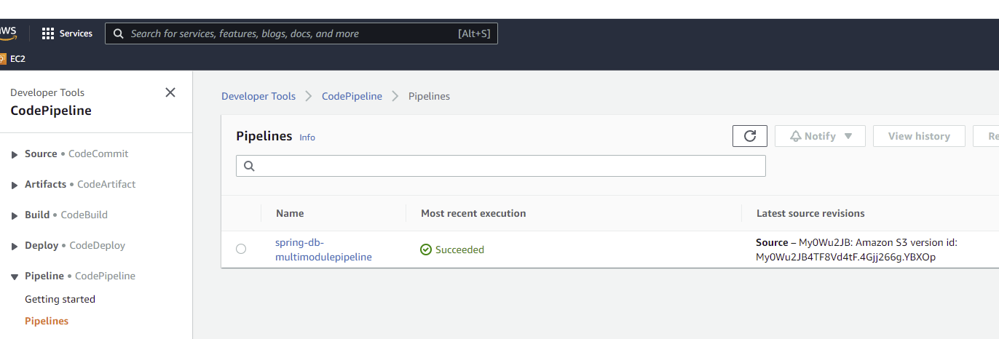 aws Services Search for services, features, blogs, docs, and more [Alt+S]
EC2
Developer Tools
CodePipeline
Source • CodeCommit
Artifacts • CodeArtifact
Build • CodeBuild
Deploy • CodeDeploy
Pipeline • CodePipeline
Getting started
Pipelines
Developer Tools > CodePipeline > Pipelines
Pipelines Info
Notify View history Re
Name Most recent execution Latest source revisions
spring-db-
multimodulepipeline
Succeeded
Source – My0Wu2JB: Amazon S3 version id:
My0Wu2JB4TF8Vd4tF.4Gjj266g.YBXOp